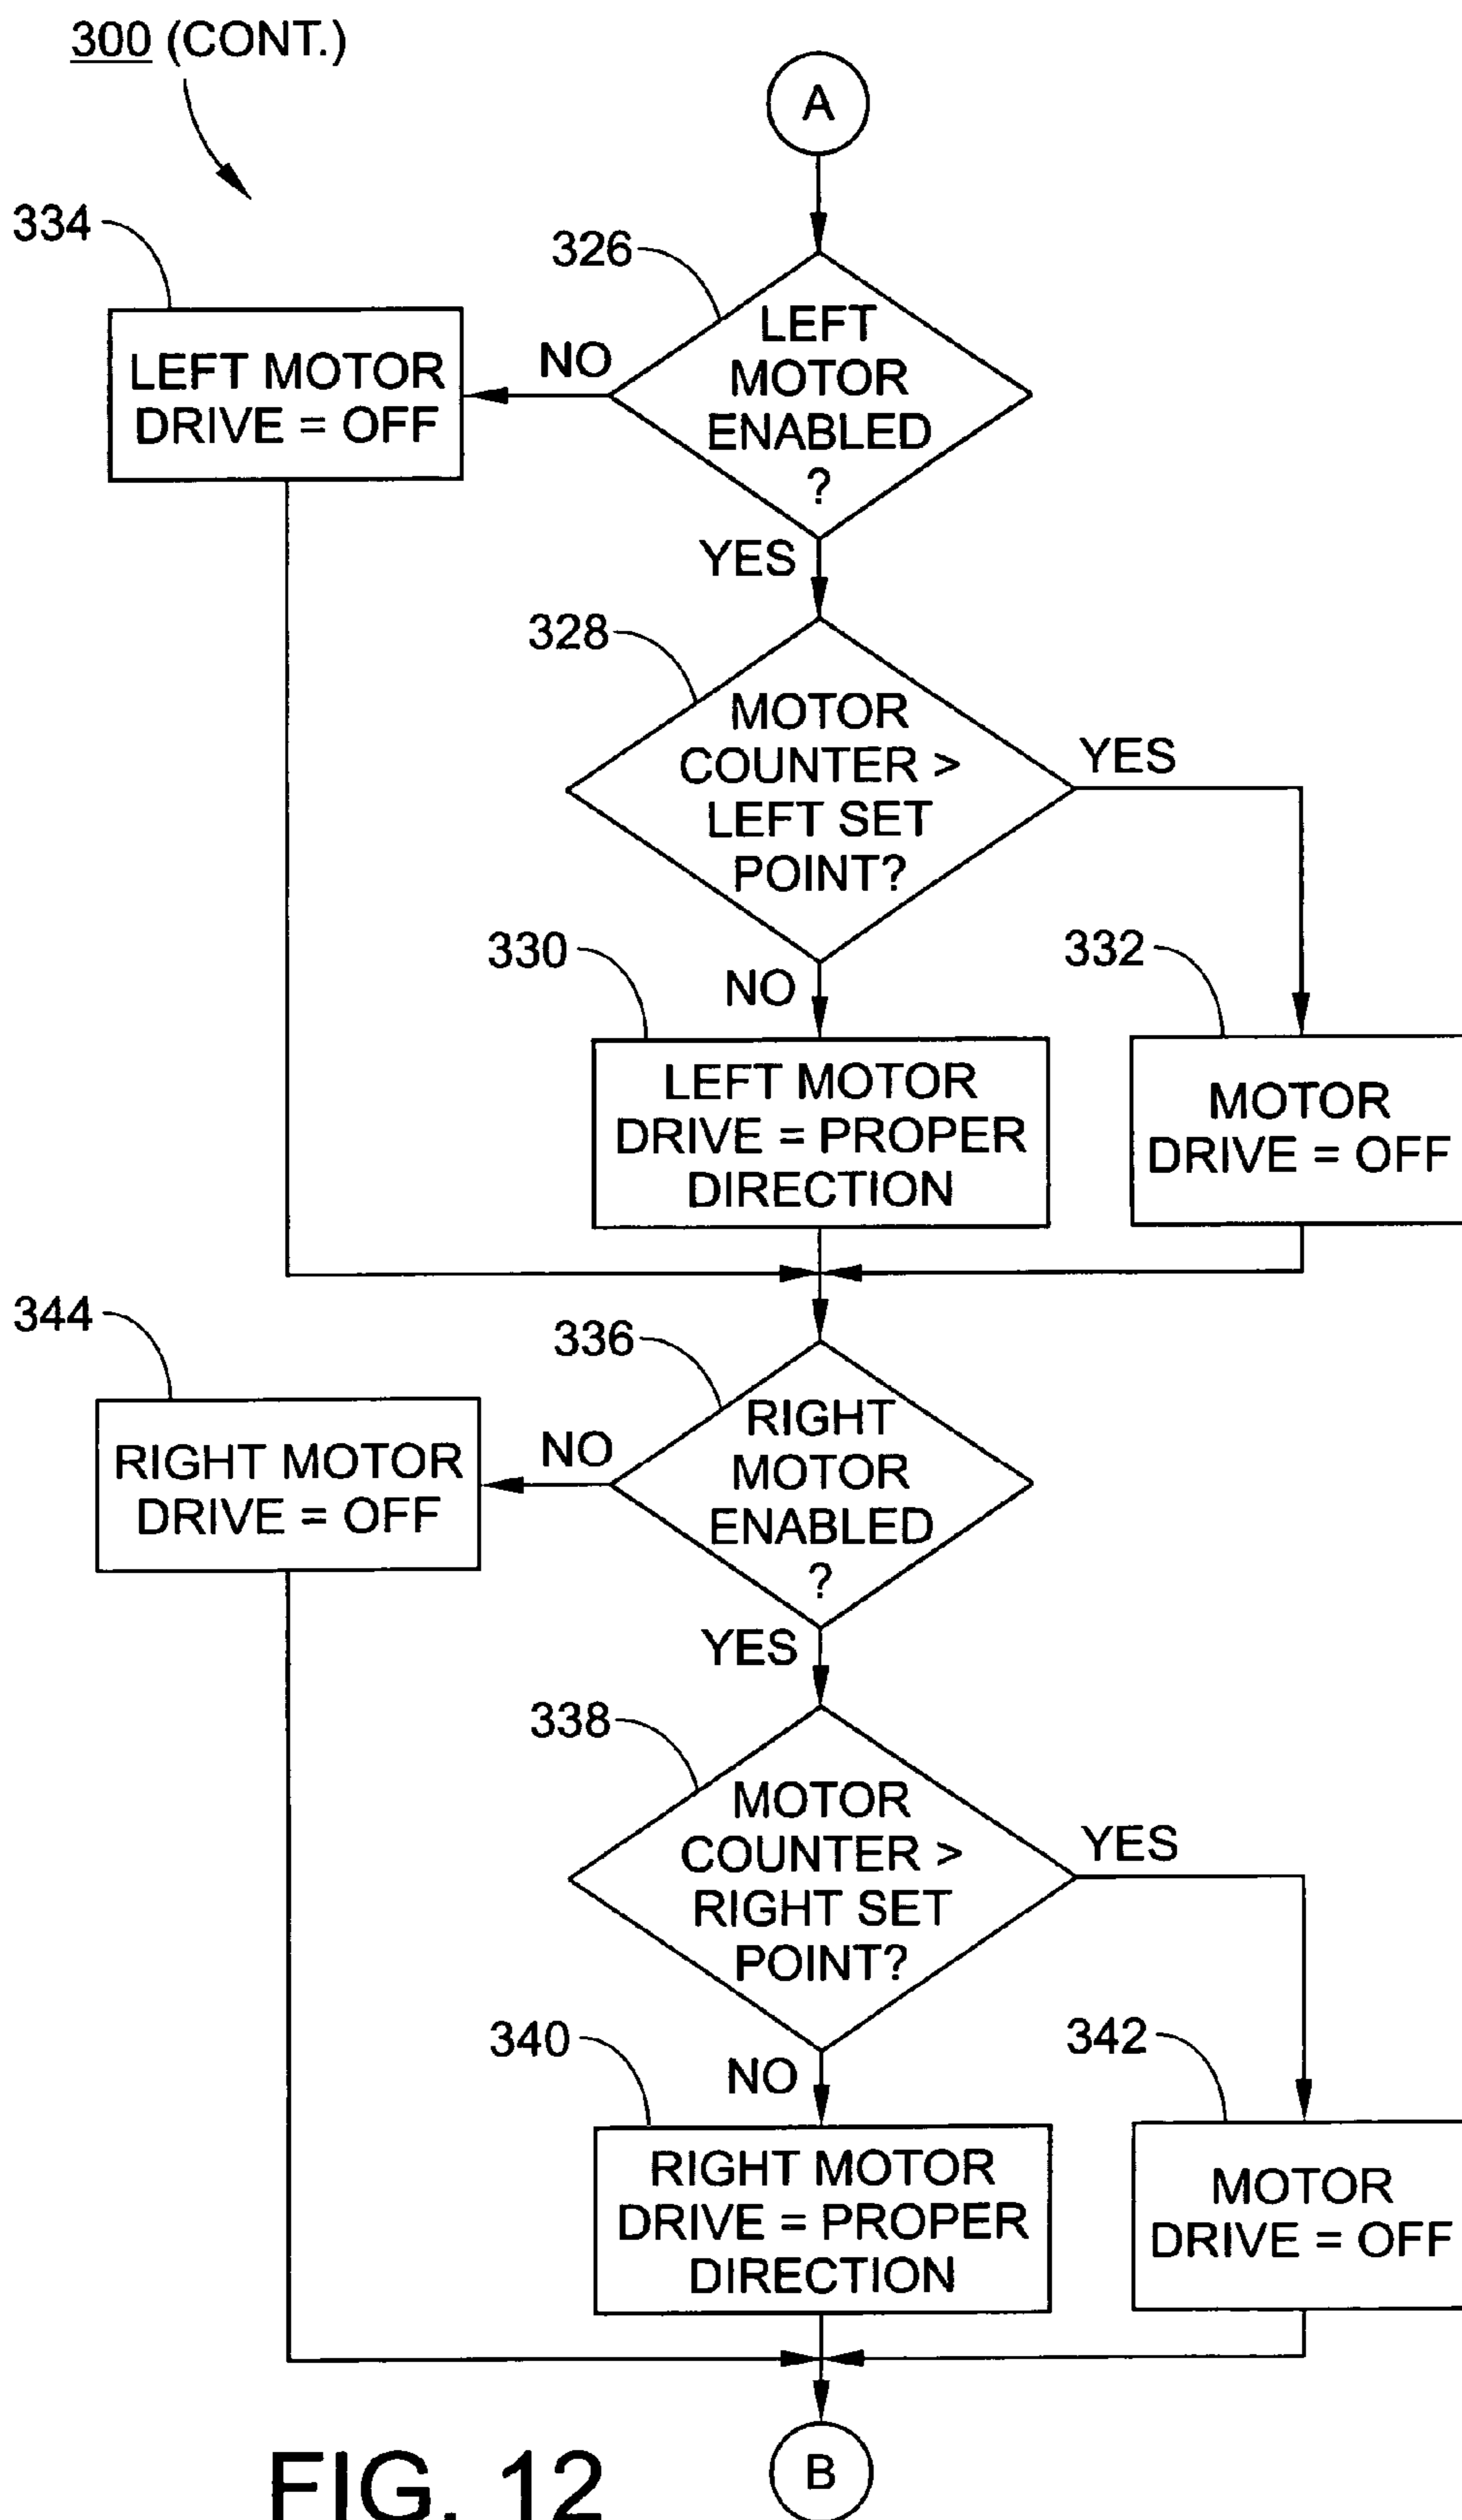 300 (CONT.)
A
334
326
LEFT MOTOR
DRIVE = OFF
NO
LEFT
MOTOR
ENABLED
?
YES
328
MOTOR
COUNTER >
LEFT SET
POINT?
YES
330
332
NO
LEFT MOTOR
DRIVE = PROPER
DIRECTION
MOTOR
DRIVE = OFF
344
336
RIGHT MOTOR
DRIVE = OFF
NO
RIGHT
MOTOR
ENABLED
?
YES
338
MOTOR
COUNTER >
RIGHT SET
POINT?
YES
340
342
NO
RIGHT MOTOR
DRIVE = PROPER
DIRECTION
MOTOR
DRIVE = OFF
B
FIG. 12